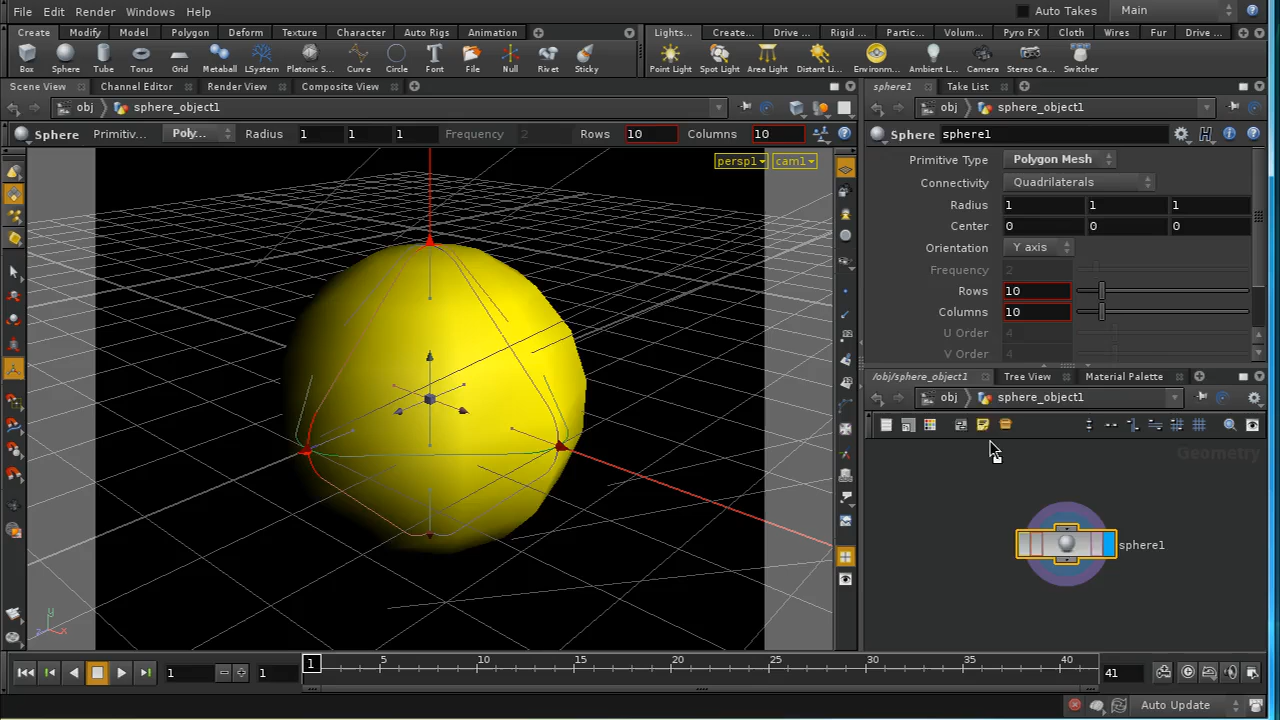 File Edit Render Windows Help
Auto Takes Main
Create Modify Model Polygon Deform Texture Character Auto Rigs Animation
Lights... Create... Drive ... Rigid ... Partic... Volum... Pyro FX Cloth Wires Fur Drive ...
Box Sphere Tube Torus Grid Metaball LSystem Platonic S... Curve Circle Font File Null Rivet Sticky
Point Light Spot Light Area Light Distant Li... Environm... Ambient L... Camera Stereo Ca... Switcher
Scene View Channel Editor Render View Composite View
sphere1 Take List
obj sphere_object1
obj sphere_object1
Sphere Primitiv... Poly... Radius 1 1 1 Frequency 2 Rows 10 Columns 10
Sphere sphere1
persp1 cam1
Primitive Type Polygon Mesh
Connectivity Quadrilaterals
Radius 1 1 1
Center 0 0 0
Orientation Y axis
Frequency 2
Rows 10
Columns 10
U Order 4
V Order 4
/obj/sphere_object1 Tree View Material Palette
obj sphere_object1
Geometry
sphere1
y
z x
1 1 1 5 10 15 20 25 30 35 40 41
Auto Update